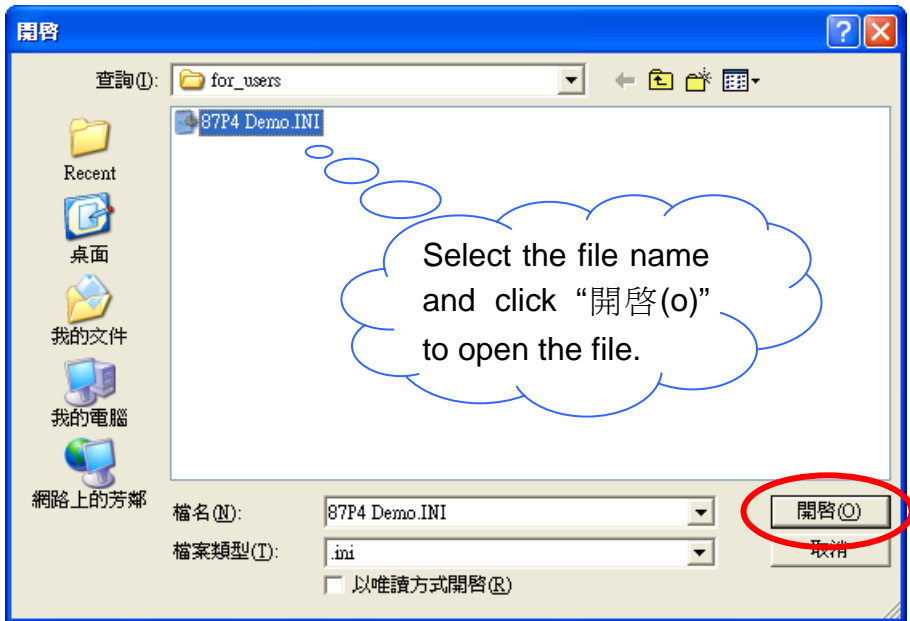 開啓
查詢(I):
for_users
87P4 Demo.INI
Recent
桌面
我的文件
我的電腦
網路上的芳鄰
Select the file name
and click “開啓(o)”
to open the file.
檔名(N):
87P4 Demo.INI
開啓(O)
檔案類型(T):
.ini
取消
以唯讀方式開啓(R)